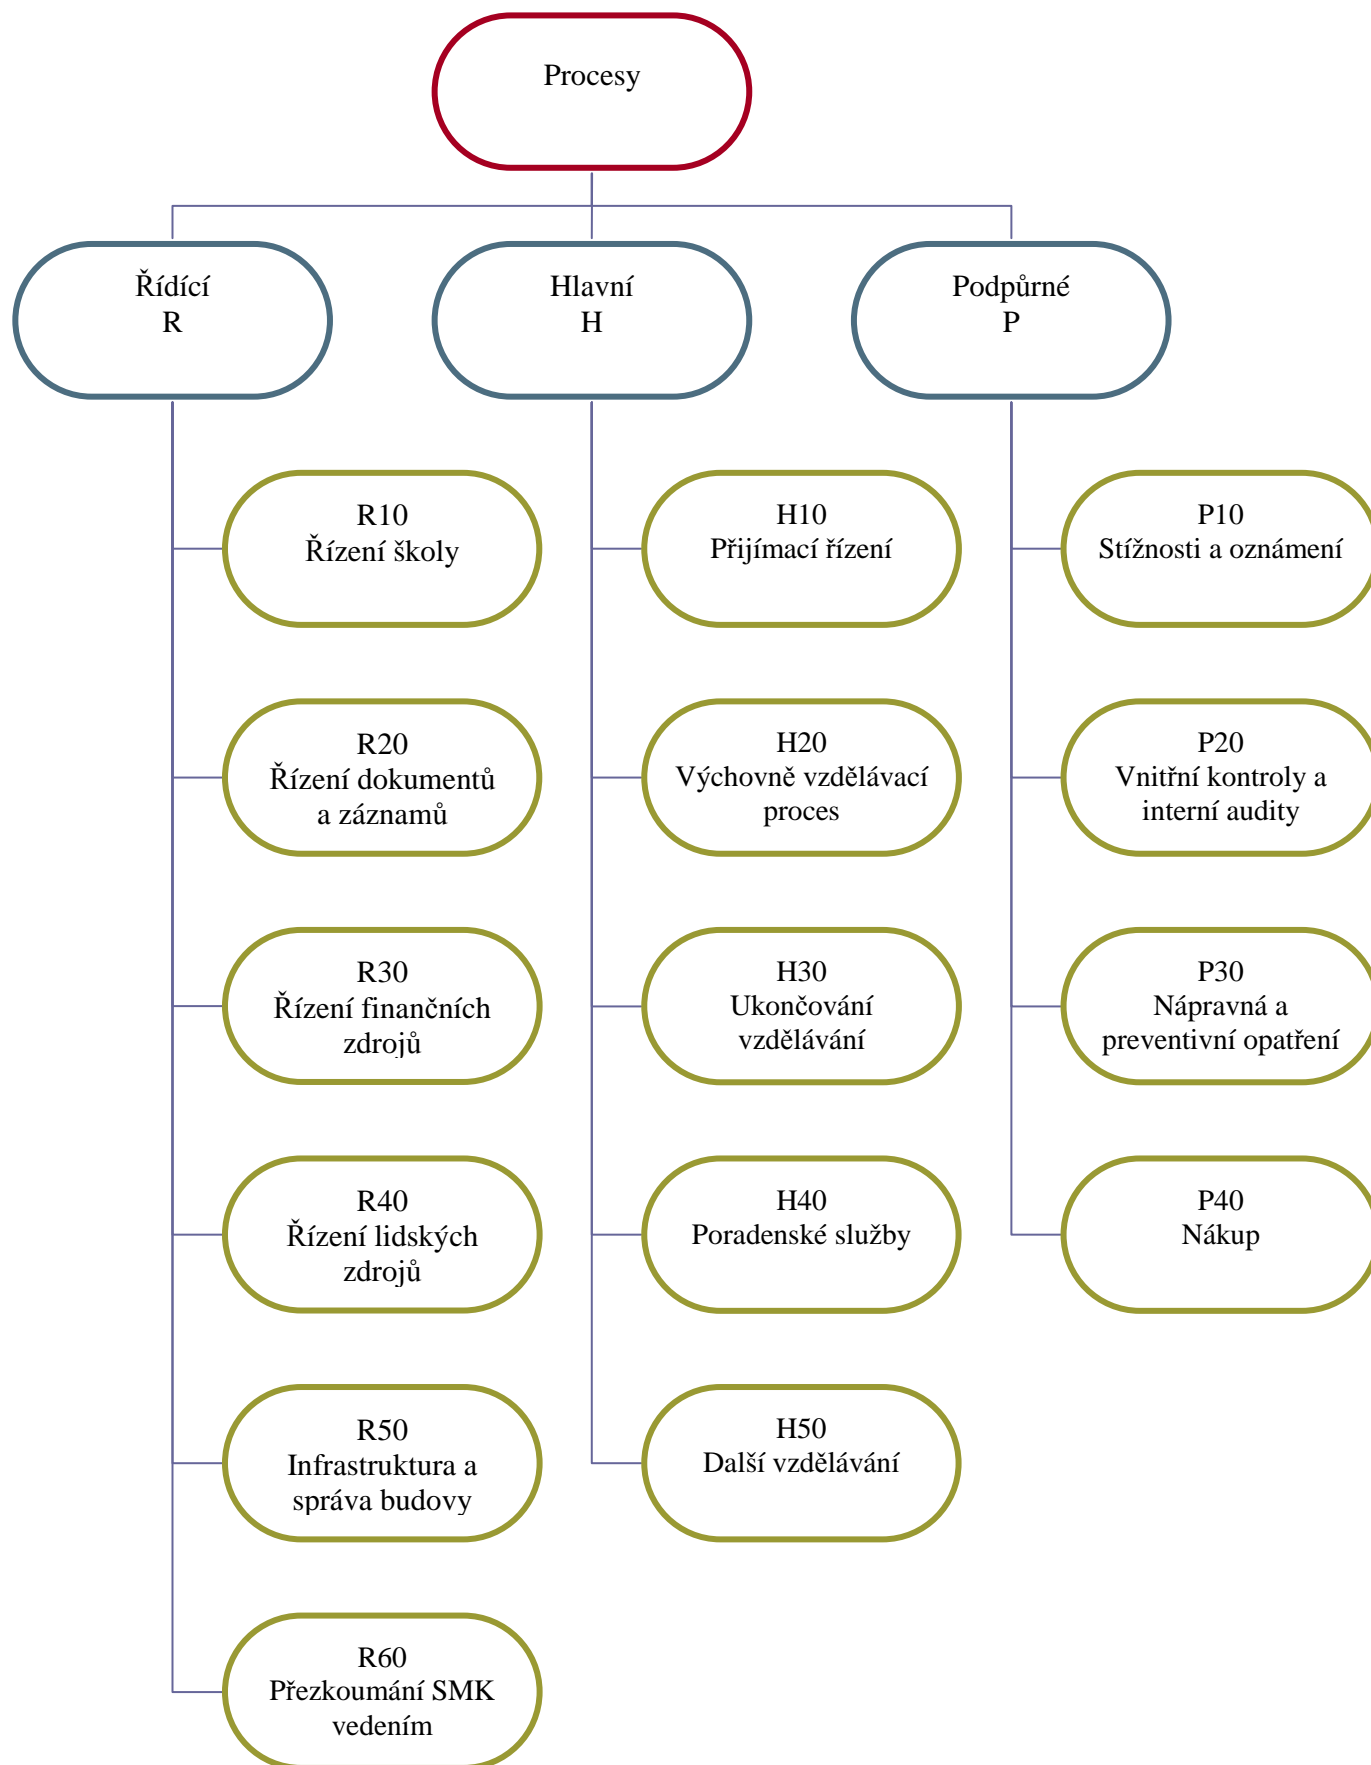 Procesy
Řídící
R
Hlavní
H
Podpůrné
P
R10
Řízení školy
H10
Přijímací řízení
P10
Stížnosti a oznámení
R20
Řízení dokumentů
a záznamů
H20
Výchovně vzdělávací
proces
P20
Vnitřní kontroly a
interní audity
R30
Řízení finančních
zdrojů
H30
Ukončování
vzdělávání
P30
Nápravná a
preventivní opatření
R40
Řízení lidských
zdrojů
H40
Poradenské služby
P40
Nákup
R50
Infrastruktura a
správa budovy
H50
Další vzdělávání
R60
Přezkoumání SMK
vedením